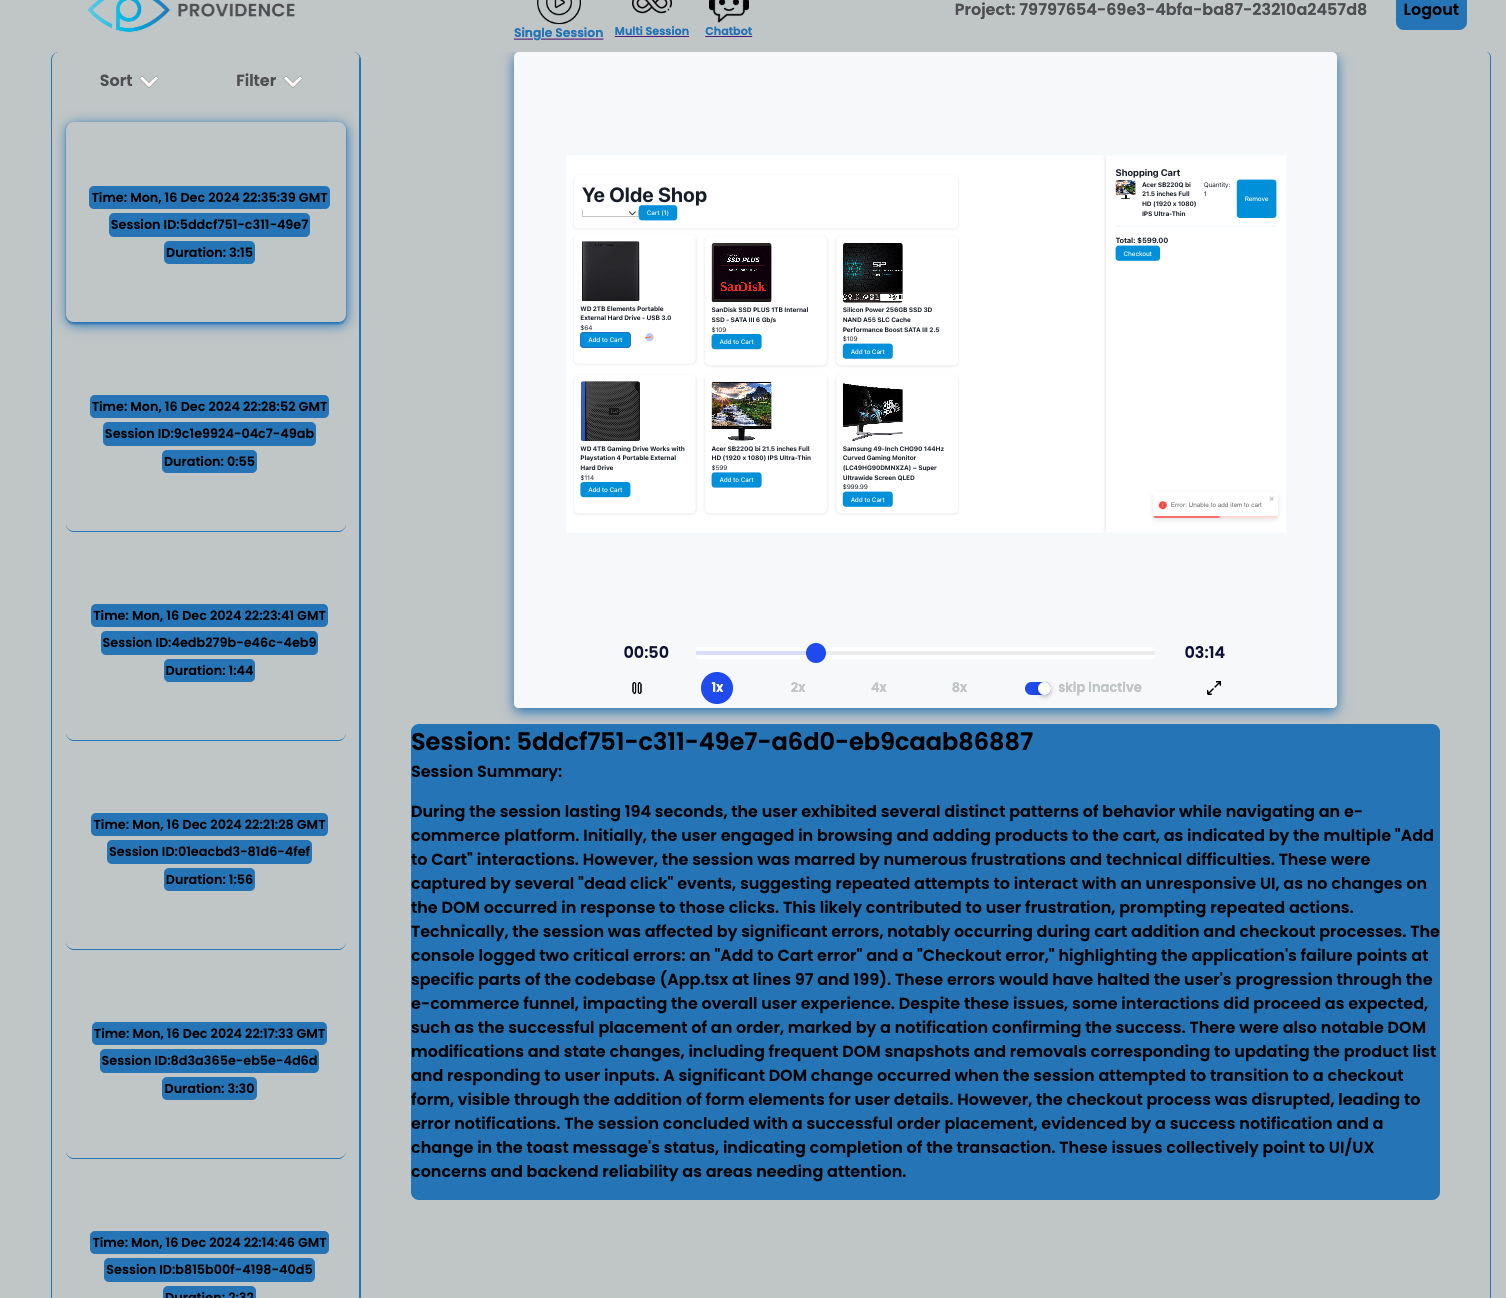 PROVIDENCE
Single Session
Multi Session
Chatbot
Project: 79797654-69e3-4bfa-ba87-23210a2457d8
Logout
Sort
Filter
Time: Mon, 16 Dec 2024 22:35:39 GMT
Session ID:5ddcf751-c311-49e7
Duration: 3:15
Time: Mon, 16 Dec 2024 22:28:52 GMT
Session ID:9c1e9924-04c7-49ab
Duration: 0:55
Time: Mon, 16 Dec 2024 22:23:41 GMT
Session ID:4edb279b-e46c-4eb9
Duration: 1:44
Time: Mon, 16 Dec 2024 22:21:28 GMT
Session ID:01eacbd3-81d6-4fef
Duration: 1:56
Time: Mon, 16 Dec 2024 22:17:33 GMT
Session ID:8d3a365e-eb5e-4d6d
Duration: 3:30
Time: Mon, 16 Dec 2024 22:14:46 GMT
Session ID:b815b00f-4198-40d5
Duration: 2:32
Ye Olde Shop
Cart (1)
WD 2TB Elements Portable
External Hard Drive - USB 3.0
$64
Add to Cart
SSD PLUS
SanDisk
SanDisk SSD PLUS 1TB Internal
SSD - SATA III 6 Gb/s
$109
Add to Cart
SP
Silicon Power 256GB SSD 3D
NAND A55 SLC Cache
Performance Boost SATA III 2.5
$109
Add to Cart
WD 4TB Gaming Drive Works with
Playstation 4 Portable External
Hard Drive
$114
Add to Cart
Acer SB220Q bi 21.5 inches Full
HD (1920 x 1080) IPS Ultra-Thin
$599
Add to Cart
Samsung 49-Inch CHG90 144Hz
Curved Gaming Monitor
(LC49HG90DMNXZA) – Super
Ultrawide Screen QLED
$999.99
Add to Cart
Shopping Cart
Acer SB220Q bi
21.5 inches Full
HD (1920 x 1080)
IPS Ultra-Thin
Quantity:
1
Remove
Total: $599.00
Checkout
Error: Unable to add item to cart
00:50
03:14
1x
2x
4x
8x
skip inactive
Session: 5ddcf751-c311-49e7-a6d0-eb9caab86887
Session Summary:
During the session lasting 194 seconds, the user exhibited several distinct patterns of behavior while navigating an e-
commerce platform. Initially, the user engaged in browsing and adding products to the cart, as indicated by the multiple "Add
to Cart" interactions. However, the session was marred by numerous frustrations and technical difficulties. These were
captured by several "dead click" events, suggesting repeated attempts to interact with an unresponsive UI, as no changes on
the DOM occurred in response to those clicks. This likely contributed to user frustration, prompting repeated actions.
Technically, the session was affected by significant errors, notably occurring during cart addition and checkout processes. The
console logged two critical errors: an "Add to Cart error" and a "Checkout error," highlighting the application's failure points at
specific parts of the codebase (App.tsx at lines 97 and 199). These errors would have halted the user's progression through the
e-commerce funnel, impacting the overall user experience. Despite these issues, some interactions did proceed as expected,
such as the successful placement of an order, marked by a notification confirming the success. There were also notable DOM
modifications and state changes, including frequent DOM snapshots and removals corresponding to updating the product list
and responding to user inputs. A significant DOM change occurred when the session attempted to transition to a checkout
form, visible through the addition of form elements for user details. However, the checkout process was disrupted, leading to
error notifications. The session concluded with a successful order placement, evidenced by a success notification and a
change in the toast message's status, indicating completion of the transaction. These issues collectively point to UI/UX
concerns and backend reliability as areas needing attention.